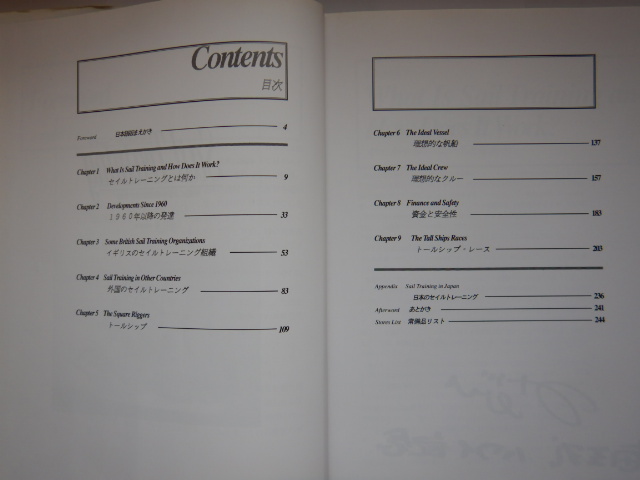 Contents
目次
Foreword 日本語版まえがき 4
Chapter 1 What Is Sail Training and How Does It Work?
セイルトレーニングとは何か 9
Chapter 2 Developments Since 1960
1960年以降の発達 33
Chapter 3 Some British Sail Training Organizations
イギリスのセイルトレーニング組織 53
Chapter 4 Sail Training in Other Countries
外国のセイルトレーニング 83
Chapter 5 The Square Riggers
トールシップ 109
Chapter 6 The Ideal Vessel
理想的な帆船 137
Chapter 7 The Ideal Crew
理想的なクルー 157
Chapter 8 Finance and Safety
資金と安全性 183
Chapter 9 The Tall Ships Races
トールシップ・レース 203
Appendix Sail Training in Japan
日本のセイルトレーニング 236
Afterword あとがき 241
Stores List 常備品リスト 244